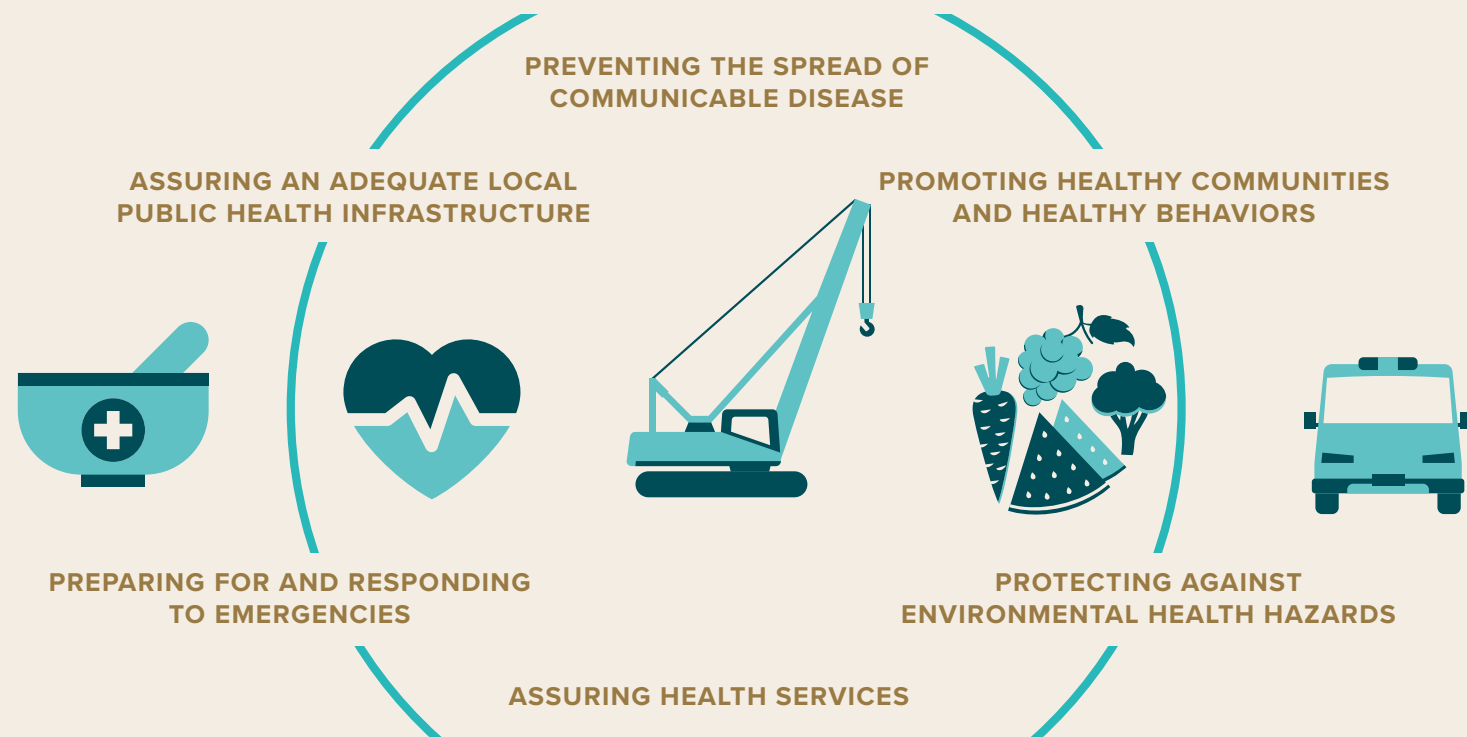 PREVENTING THE SPREAD OF
COMMUNICABLE DISEASE
ASSURING AN ADEQUATE LOCAL
PUBLIC HEALTH INFRASTRUCTURE
PROMOTING HEALTHY COMMUNITIES
AND HEALTHY BEHAVIORS
PREPARING FOR AND RESPONDING
TO EMERGENCIES
PROTECTING AGAINST
ENVIRONMENTAL HEALTH HAZARDS
ASSURING HEALTH SERVICES